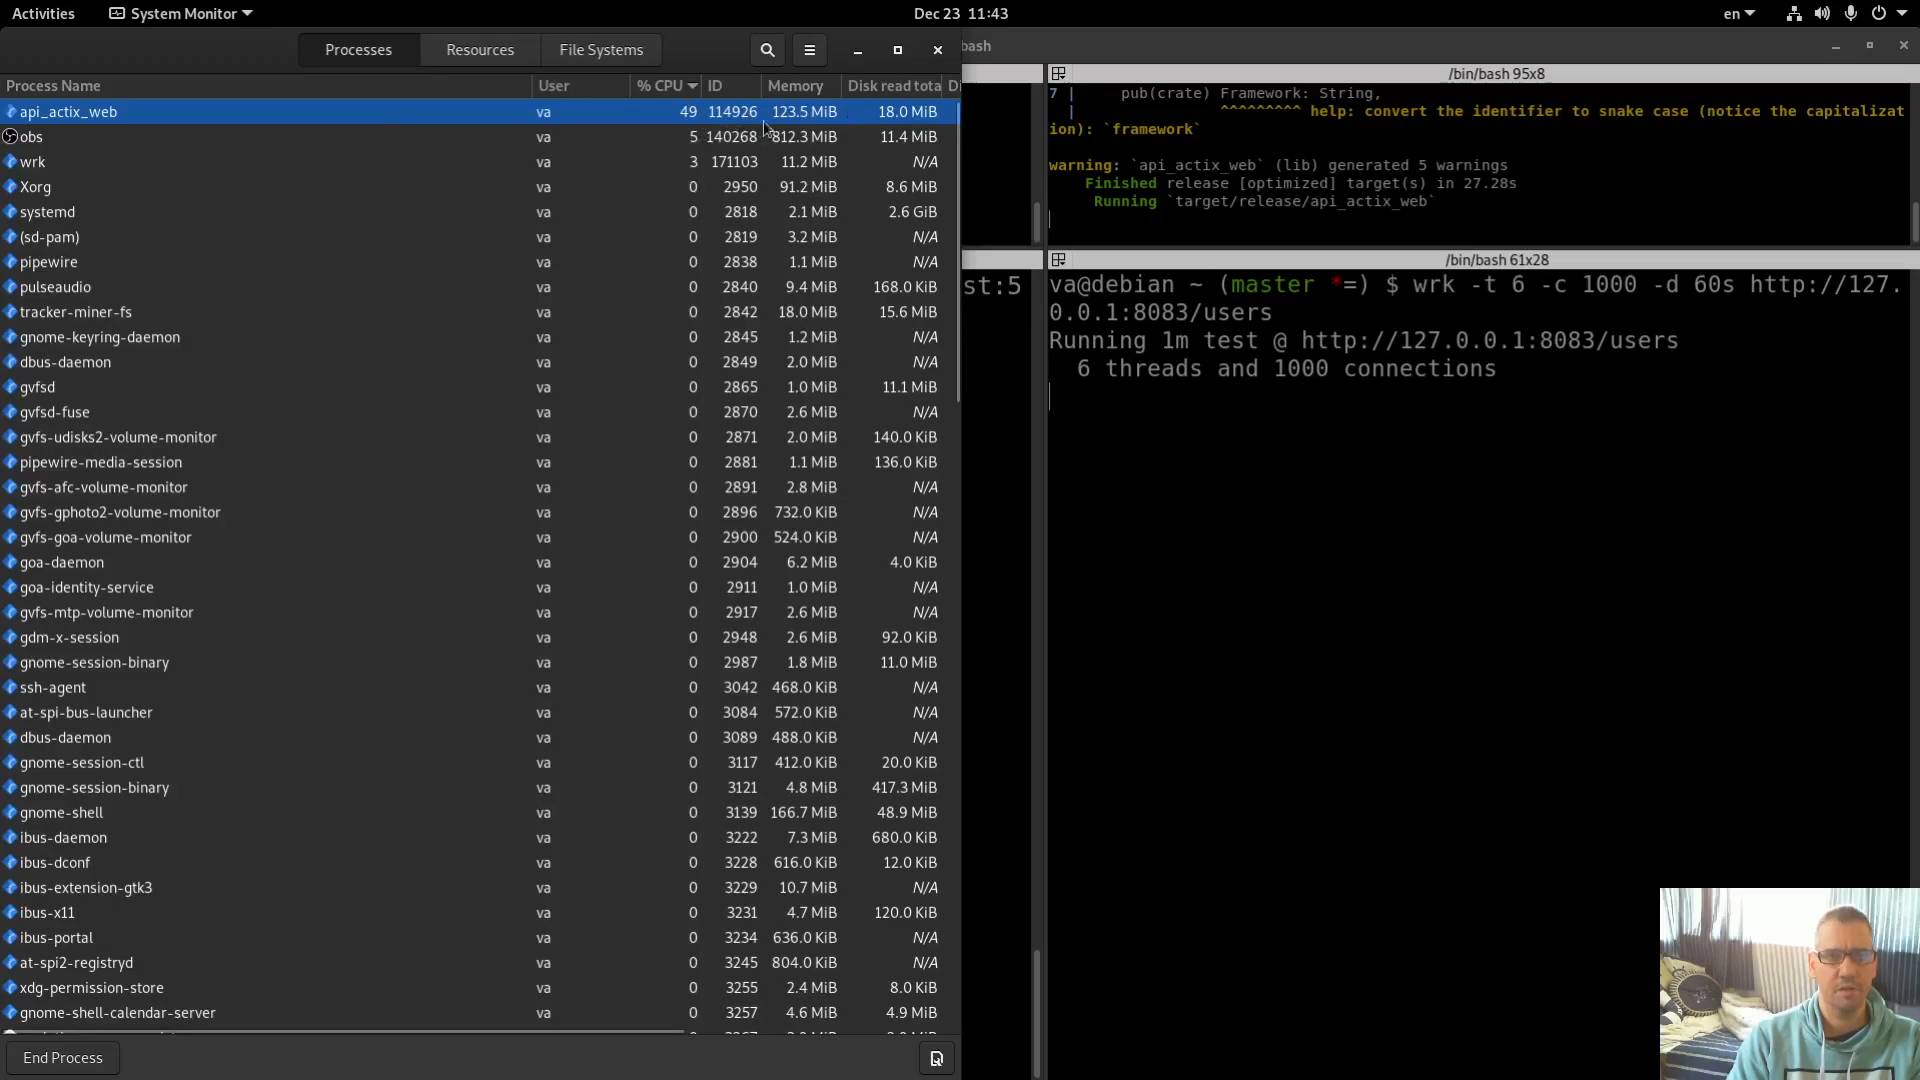 Activities System Monitor Dec 23 11:43 en
Processes Resources File Systems
Process Name User % CPU ID Memory Disk read tota Di
api_actix_web va 49 114926 123.5 MiB 18.0 MiB
obs va 5 140268 812.3 MiB 11.4 MiB
wrk va 3 171103 11.2 MiB N/A
Xorg va 0 2950 91.2 MiB 8.6 MiB
systemd va 0 2818 2.1 MiB 2.6 GiB
(sd-pam) va 0 2819 3.2 MiB N/A
pipewire va 0 2838 1.1 MiB N/A
pulseaudio va 0 2840 9.4 MiB 168.0 KiB
tracker-miner-fs va 0 2842 18.0 MiB 15.6 MiB
gnome-keyring-daemon va 0 2845 1.2 MiB N/A
dbus-daemon va 0 2849 2.0 MiB N/A
gvfsd va 0 2865 1.0 MiB 11.1 MiB
gvfsd-fuse va 0 2870 2.6 MiB N/A
gvfs-udisks2-volume-monitor va 0 2871 2.0 MiB 140.0 KiB
pipewire-media-session va 0 2881 1.1 MiB 136.0 KiB
gvfs-afc-volume-monitor va 0 2891 2.8 MiB N/A
gvfs-gphoto2-volume-monitor va 0 2896 732.0 KiB N/A
gvfs-goa-volume-monitor va 0 2900 524.0 KiB N/A
goa-daemon va 0 2904 6.2 MiB 4.0 KiB
goa-identity-service va 0 2911 1.0 MiB N/A
gvfs-mtp-volume-monitor va 0 2917 2.6 MiB N/A
gdm-x-session va 0 2948 2.6 MiB 92.0 KiB
gnome-session-binary va 0 2987 1.8 MiB 11.0 MiB
ssh-agent va 0 3042 468.0 KiB N/A
at-spi-bus-launcher va 0 3084 572.0 KiB N/A
dbus-daemon va 0 3089 488.0 KiB N/A
gnome-session-ctl va 0 3117 412.0 KiB 20.0 KiB
gnome-session-binary va 0 3121 4.8 MiB 417.3 MiB
gnome-shell va 0 3139 166.7 MiB 48.9 MiB
ibus-daemon va 0 3222 7.3 MiB 680.0 KiB
ibus-dconf va 0 3228 616.0 KiB 12.0 KiB
ibus-extension-gtk3 va 0 3229 10.7 MiB N/A
ibus-x11 va 0 3231 4.7 MiB 120.0 KiB
ibus-portal va 0 3234 636.0 KiB N/A
at-spi2-registryd va 0 3245 804.0 KiB N/A
xdg-permission-store va 0 3255 2.4 MiB 8.0 KiB
gnome-shell-calendar-server va 0 3257 4.6 MiB 4.9 MiB
End Process
bash
/bin/bash 95x8
7 | pub(crate) Framework: String,
| ^^^^^^^^^ help: convert the identifier to snake case (notice the capitalizat
ion): `framework`
warning: `api_actix_web` (lib) generated 5 warnings
Finished release [optimized] target(s) in 27.28s
Running `target/release/api_actix_web`
st:5
/bin/bash 61x28
va@debian ~ (master *=) $ wrk -t 6 -c 1000 -d 60s http://127.
0.0.1:8083/users
Running 1m test @ http://127.0.0.1:8083/users
6 threads and 1000 connections